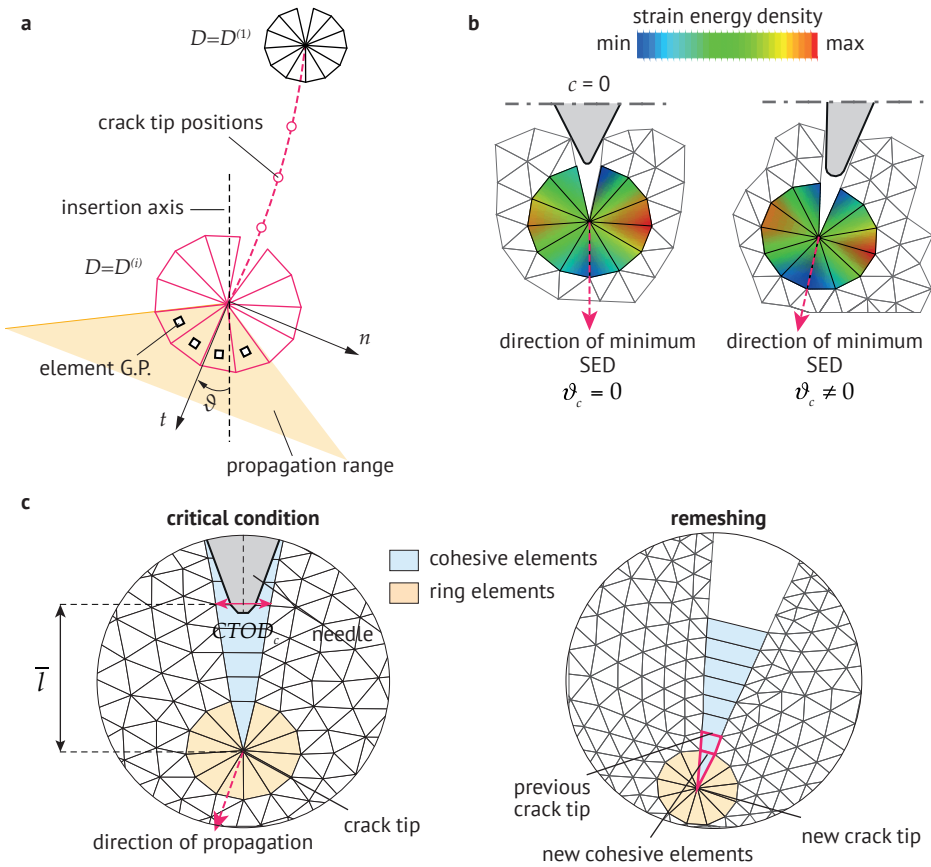 a
D=D(1)
crack tip positions
insertion axis
D=D(i)
element G.P.
n
t
ϑ
propagation range
b
strain energy density
min
max
c = 0
direction of minimum
SED
ϑc = 0
direction of minimum
SED
ϑc ≠ 0
c
critical condition
remeshing
cohesive elements
ring elements
CTODc
needle
l̄
crack tip
direction of propagation
previous
crack tip
new cohesive elements
new crack tip